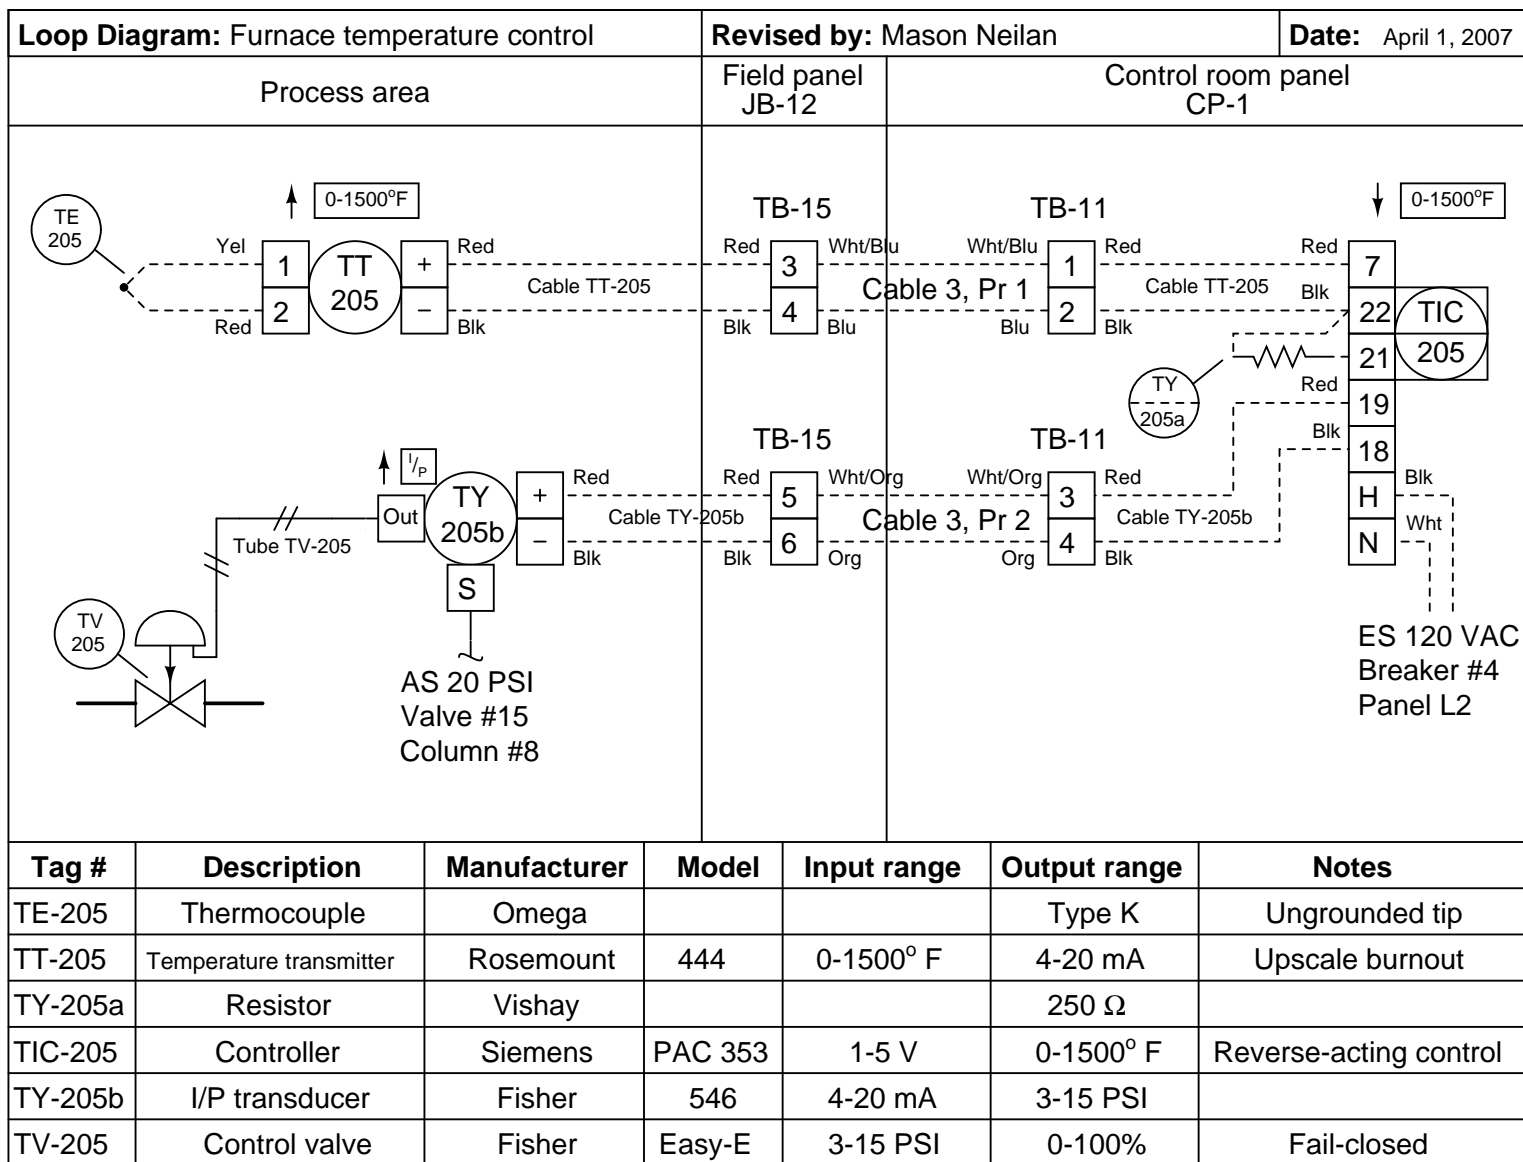 Loop Diagram: Furnace temperature control Revised by: Mason Neilan Date: April 1, 2007
Process area
Field panel
JB-12
Control room panel
CP-1
TE
205
0-1500°F
Yel
Red
1
2
TT
205
+
−
Red
Blk
Cable TT-205
TB-15
Red
Blk
3
4
Wht/Blu
Blu
Cable 3, Pr 1
TB-11
Wht/Blu
Blu
1
2
Red
Blk
Cable TT-205
0-1500°F
Red
Blk
7
22
21
19
18
H
N
TIC
205
TY
205a
Red
Blk
Blk
Wht
ES 120 VAC
Breaker #4
Panel L2
I/P
Out
TY
205b
S
+
−
Red
Blk
Cable TY-205b
TB-15
Red
Blk
5
6
Wht/Org
Org
Cable 3, Pr 2
TB-11
Wht/Org
Org
3
4
Red
Blk
Cable TY-205b
Tube TV-205
TV
205
AS 20 PSI
Valve #15
Column #8
Tag # Description Manufacturer Model Input range Output range Notes
TE-205 Thermocouple Omega Type K Ungrounded tip
TT-205 Temperature transmitter Rosemount 444 0-1500° F 4-20 mA Upscale burnout
TY-205a Resistor Vishay 250 Ω
TIC-205 Controller Siemens PAC 353 1-5 V 0-1500° F Reverse-acting control
TY-205b I/P transducer Fisher 546 4-20 mA 3-15 PSI
TV-205 Control valve Fisher Easy-E 3-15 PSI 0-100% Fail-closed